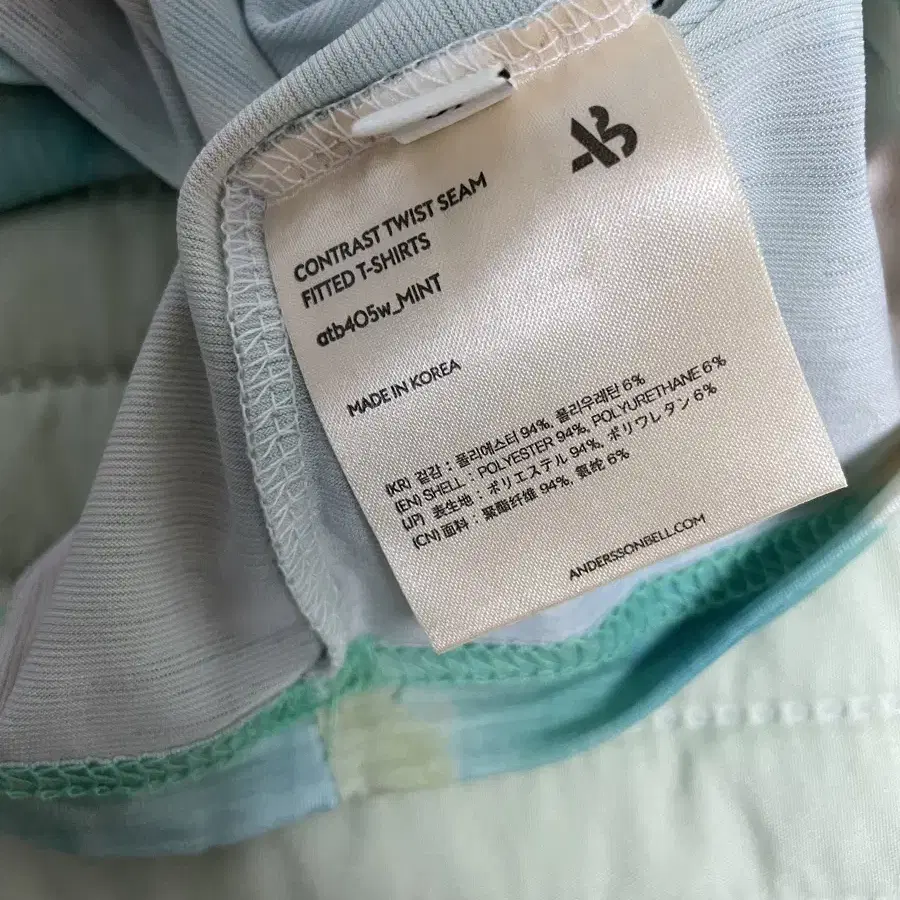 AB
CONTRAST TWIST SEAM
FITTED T-SHIRTS
atb405w_MINT
MADE IN KOREA
(KR) 겉감 : 폴리에스터 94%, 폴리우레탄 6%
(EN) SHELL : POLYESTER 94%, POLYURETHANE 6%
(JP) 表生地 : ポリエステル 94%, ポリウレタン 6%
(CN) 面料 : 聚酯纤维 94%, 氨纶 6%
ANDERSSONBELL.COM